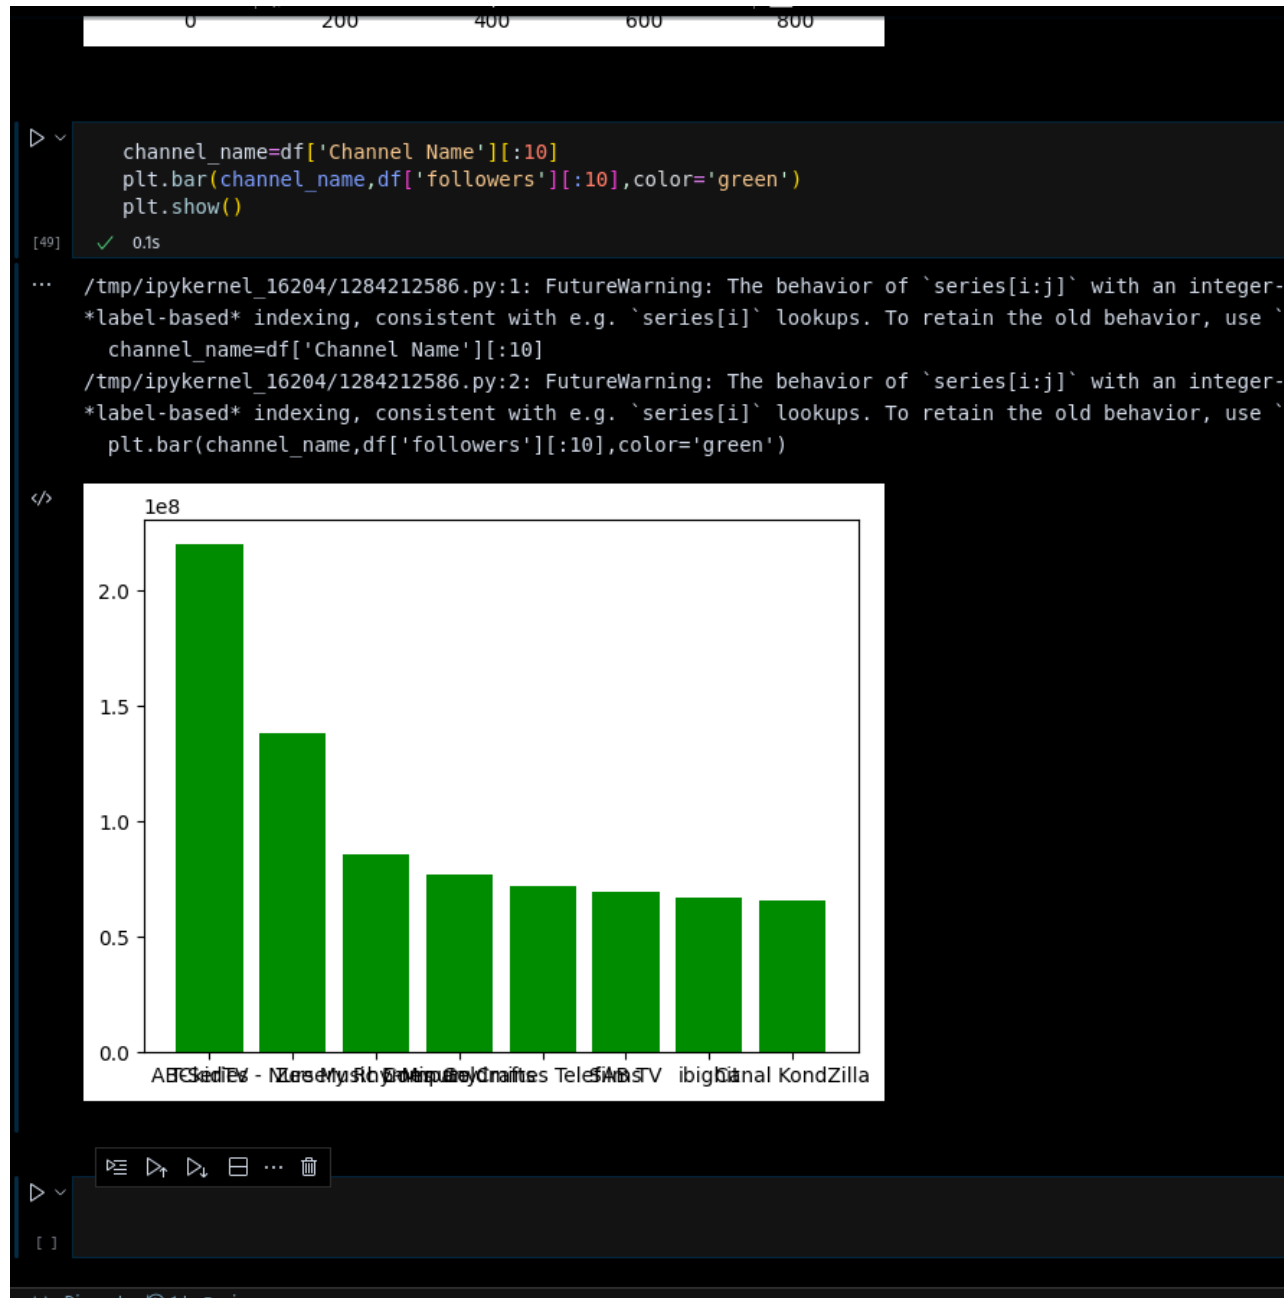 0 200 400 600 800
channel_name=df['Channel Name'][:10]
plt.bar(channel_name,df['followers'][:10],color='green')
plt.show()
[49] 0.1s
/tmp/ipykernel_16204/1284212586.py:1: FutureWarning: The behavior of `series[i:j]` with an integer-
*label-based* indexing, consistent with e.g. `series[i]` lookups. To retain the old behavior, use `
channel_name=df['Channel Name'][:10]
/tmp/ipykernel_16204/1284212586.py:2: FutureWarning: The behavior of `series[i:j]` with an integer-
*label-based* indexing, consistent with e.g. `series[i]` lookups. To retain the old behavior, use `
plt.bar(channel_name,df['followers'][:10],color='green')
1e8
2.0
1.5
1.0
0.5
0.0
TV ibighit Canal KondZilla
[ ]